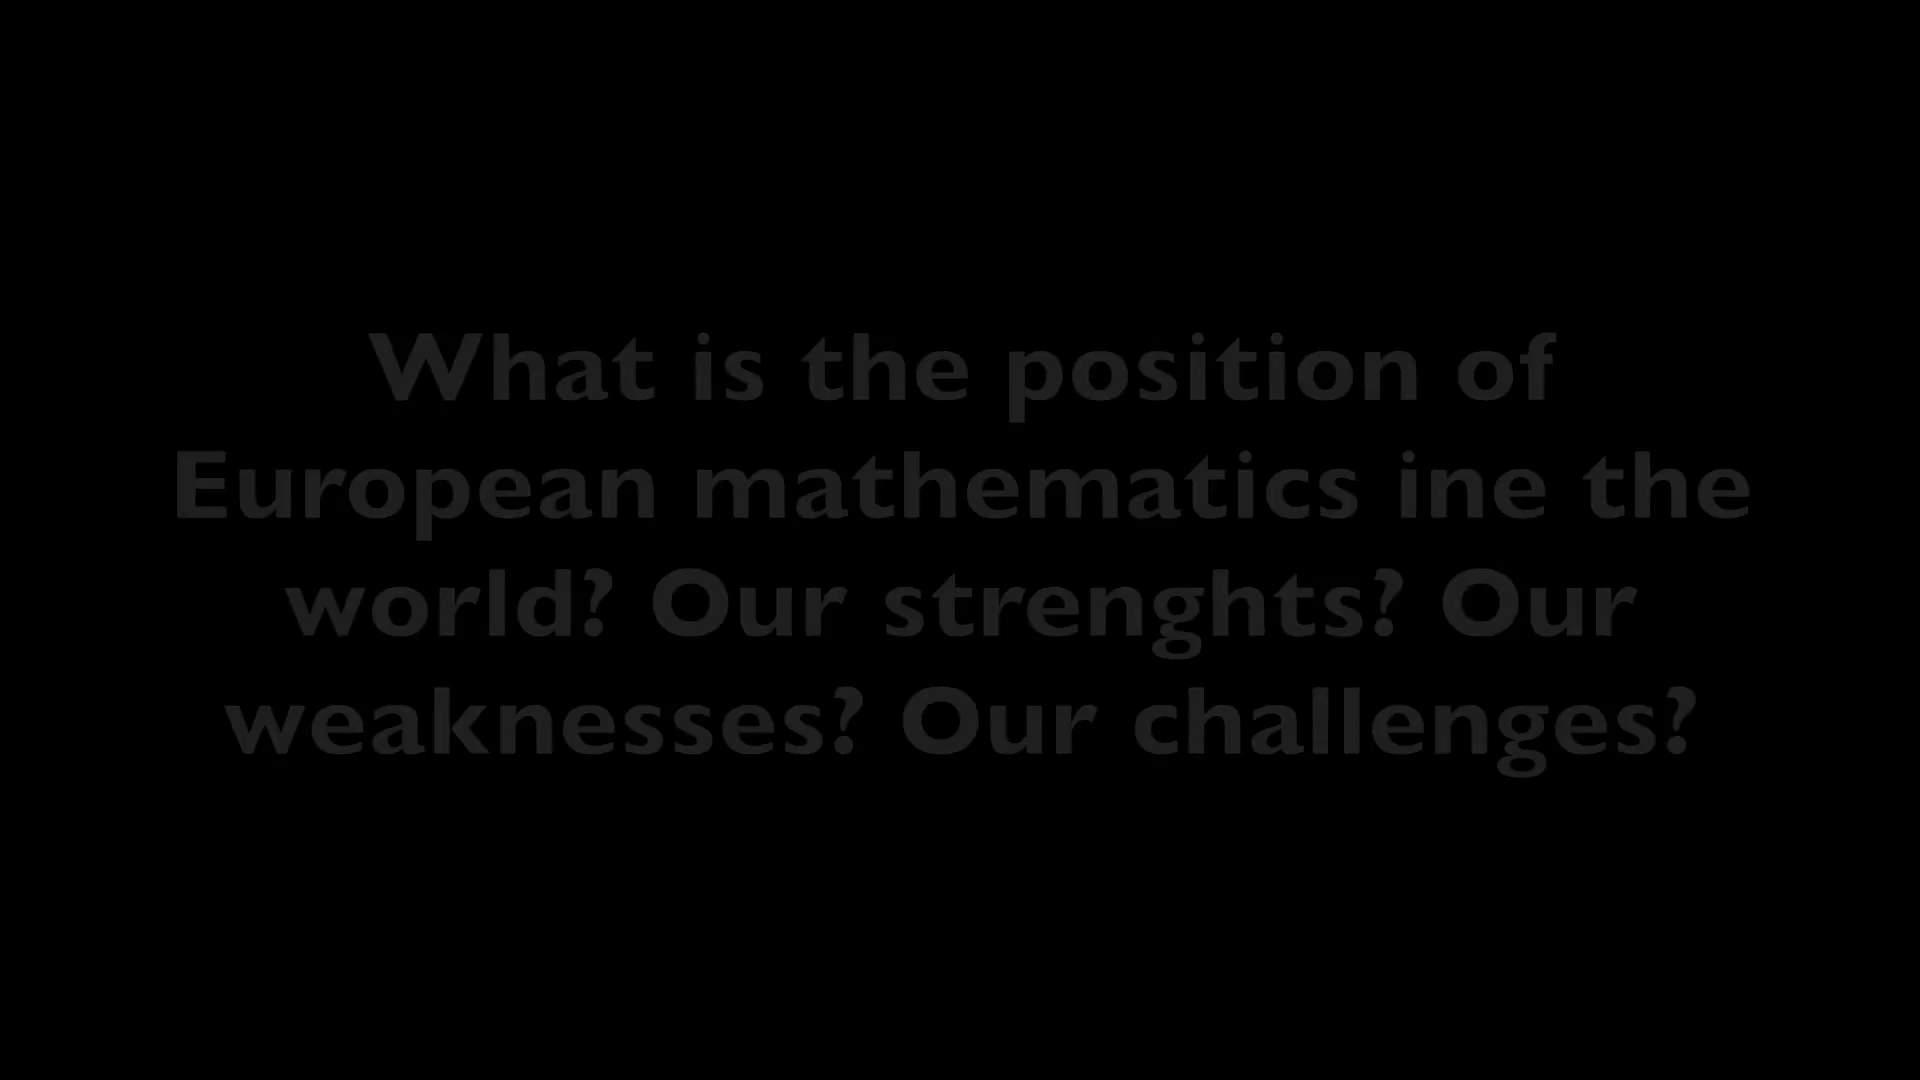 What is the position of
European mathematics ine the
world? Our strenghts? Our
weaknesses? Our challenges?